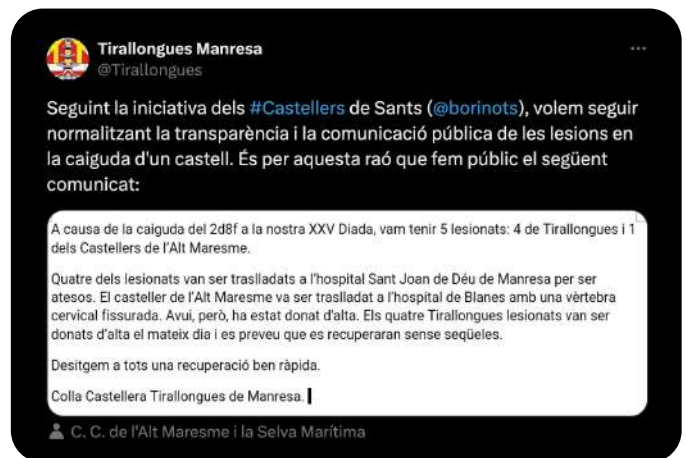 Tirallongues Manresa
@Tirallongues
Seguint la iniciativa dels #Castellers de Sants (@borinots), volem seguir
normalitzant la transparència i la comunicació pública de les lesions en
la caiguda d'un castell. És per aquesta raó que fem públic el següent
comunicat:
A causa de la caiguda del 2d8f a la nostra XXV Diada, vam tenir 5 lesionats: 4 de Tirallongues i 1
dels Castellers de l'Alt Maresme.
Quatre dels lesionats van ser traslladats a l'hospital Sant Joan de Déu de Manresa per ser
atesos. El casteller de l'Alt Maresme va ser traslladat a l'hospital de Blanes amb una vèrtebra
cervical fissurada. Avui, però, ha estat donat d'alta. Els quatre Tirallongues lesionats van ser
donats d'alta el mateix dia i es preveu que es recuperaran sense seqüeles.
Desitgem a tots una recuperació ben ràpida.
Colla Castellera Tirallongues de Manresa.
C. C. de l'Alt Maresme i la Selva Marítima